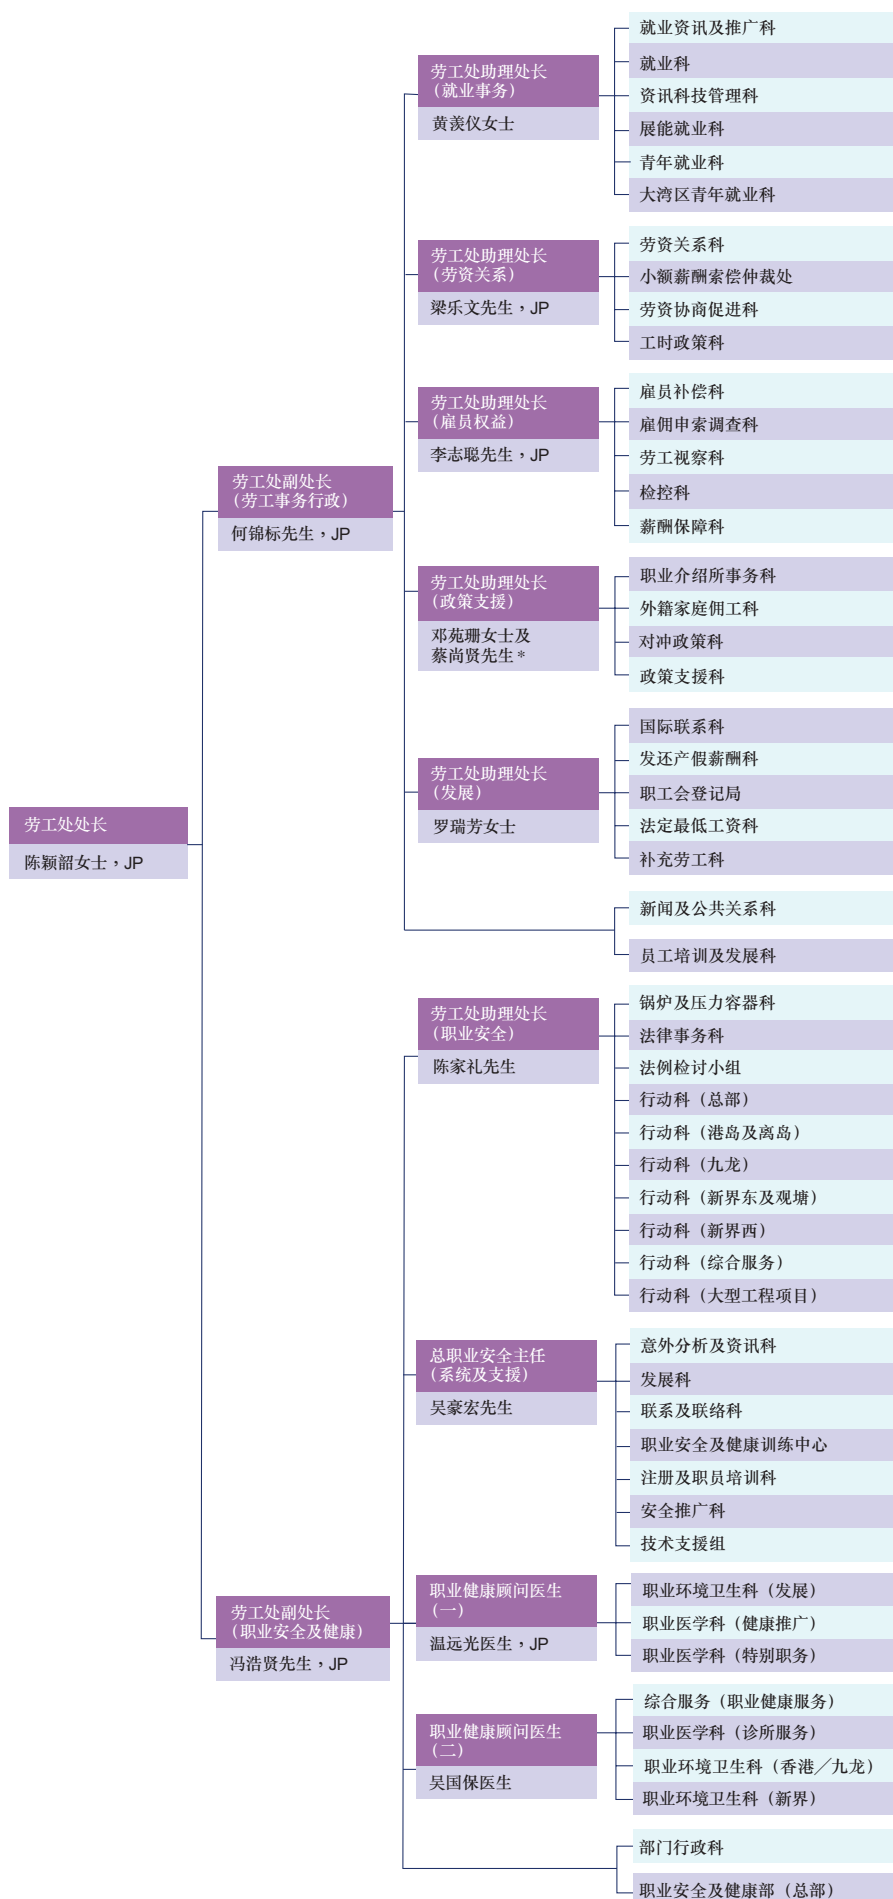 劳工处处长
陈颖韶女士，JP
劳工处副处长
（劳工事务行政）
何锦标先生，JP
劳工处助理处长
（就业事务）
黄羡仪女士
就业资讯及推广科
就业科
资讯科技管理科
展能就业科
青年就业科
大湾区青年就业科
劳工处助理处长
（劳资关系）
梁乐文先生，JP
劳资关系科
小额薪酬索偿仲裁处
劳资协商促进科
工时政策科
劳工处助理处长
（雇员权益）
李志聪先生，JP
雇员补偿科
雇佣申索调查科
劳工视察科
检控科
薪酬保障科
劳工处助理处长
（政策支援）
邓苑珊女士及
蔡尚贤先生*
职业介绍所事务科
外籍家庭佣工科
对冲政策科
政策支援科
劳工处助理处长
（发展）
罗瑞芳女士
国际联系科
发还产假薪酬科
职工会登记局
法定最低工资科
补充劳工科
新闻及公共关系科
员工培训及发展科
劳工处副处长
（职业安全及健康）
冯浩贤先生，JP
劳工处助理处长
（职业安全）
陈家礼先生
锅炉及压力容器科
法律事务科
法例检讨小组
行动科（总部）
行动科（港岛及离岛）
行动科（九龙）
行动科（新界东及观塘）
行动科（新界西）
行动科（综合服务）
行动科（大型工程项目）
总职业安全主任
（系统及支援）
吴豪宏先生
意外分析及资讯科
发展科
联系及联络科
职业安全及健康训练中心
注册及职员培训科
安全推广科
技术支援组
职业健康顾问医生
（一）
温远光医生，JP
职业环境卫生科（发展）
职业医学科（健康推广）
职业医学科（特别职务）
职业健康顾问医生
（二）
吴国保医生
综合服务（职业健康服务）
职业医学科（诊所服务）
职业环境卫生科（香港／九龙）
职业环境卫生科（新界）
部门行政科
职业安全及健康部（总部）